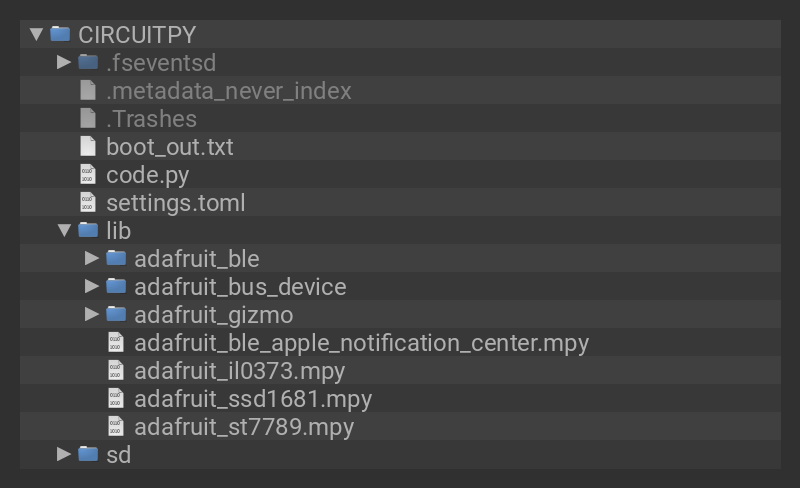 CIRCUITPY
.fseventsd
.metadata_never_index
.Trashes
boot_out.txt
code.py
settings.toml
lib
adafruit_ble
adafruit_bus_device
adafruit_gizmo
adafruit_ble_apple_notification_center.mpy
adafruit_il0373.mpy
adafruit_ssd1681.mpy
adafruit_st7789.mpy
sd